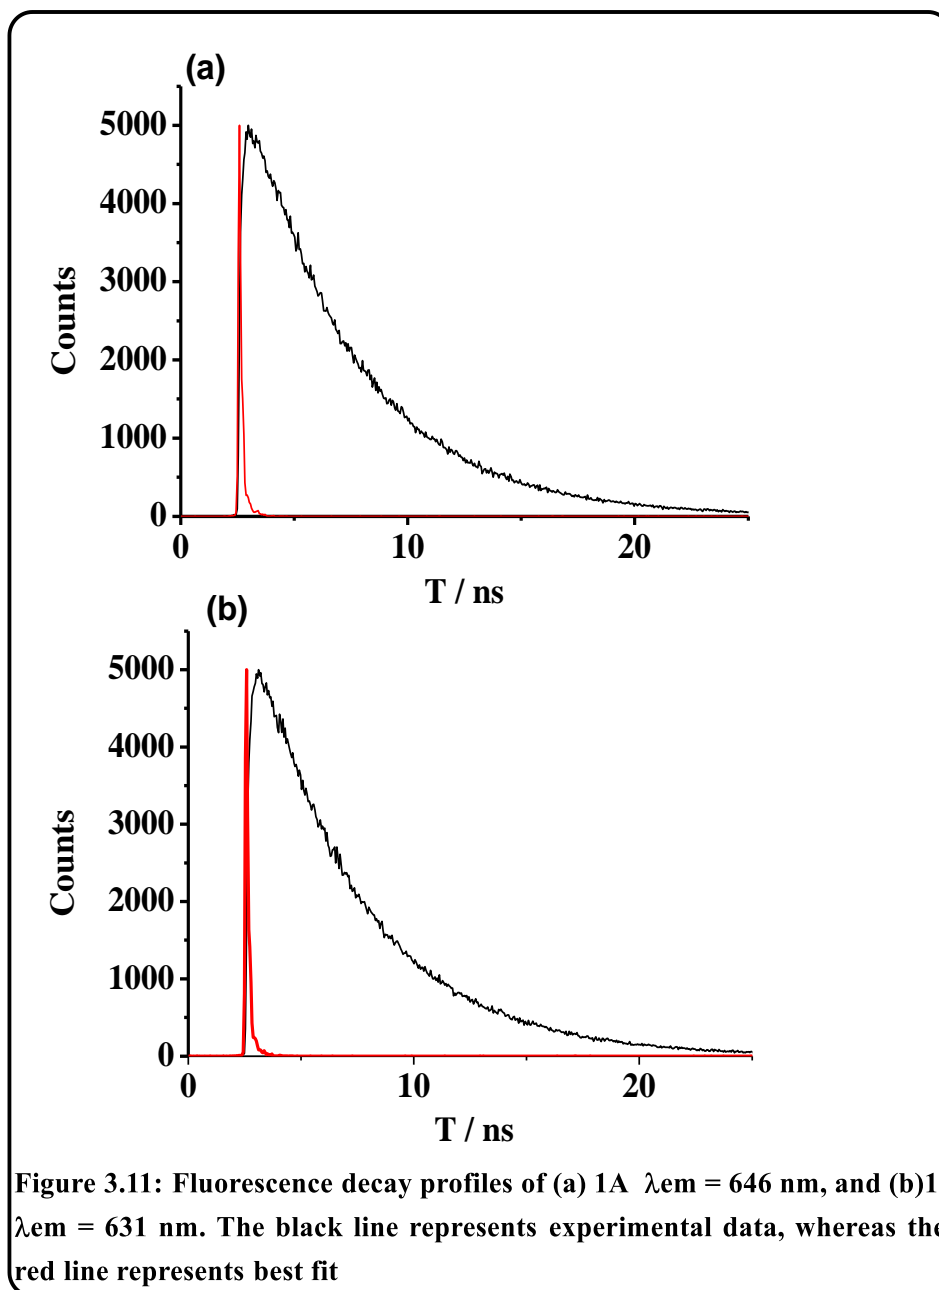 (a)
5000
4000
3000
2000
1000
0
Counts
0 10 20
T / ns
(b)
5000
4000
3000
2000
1000
0
Counts
0 10 20
T / ns
Figure 3.11: Fluorescence decay profiles of (a) 1A λem = 646 nm, and (b)1
λem = 631 nm. The black line represents experimental data, whereas the
red line represents best fit